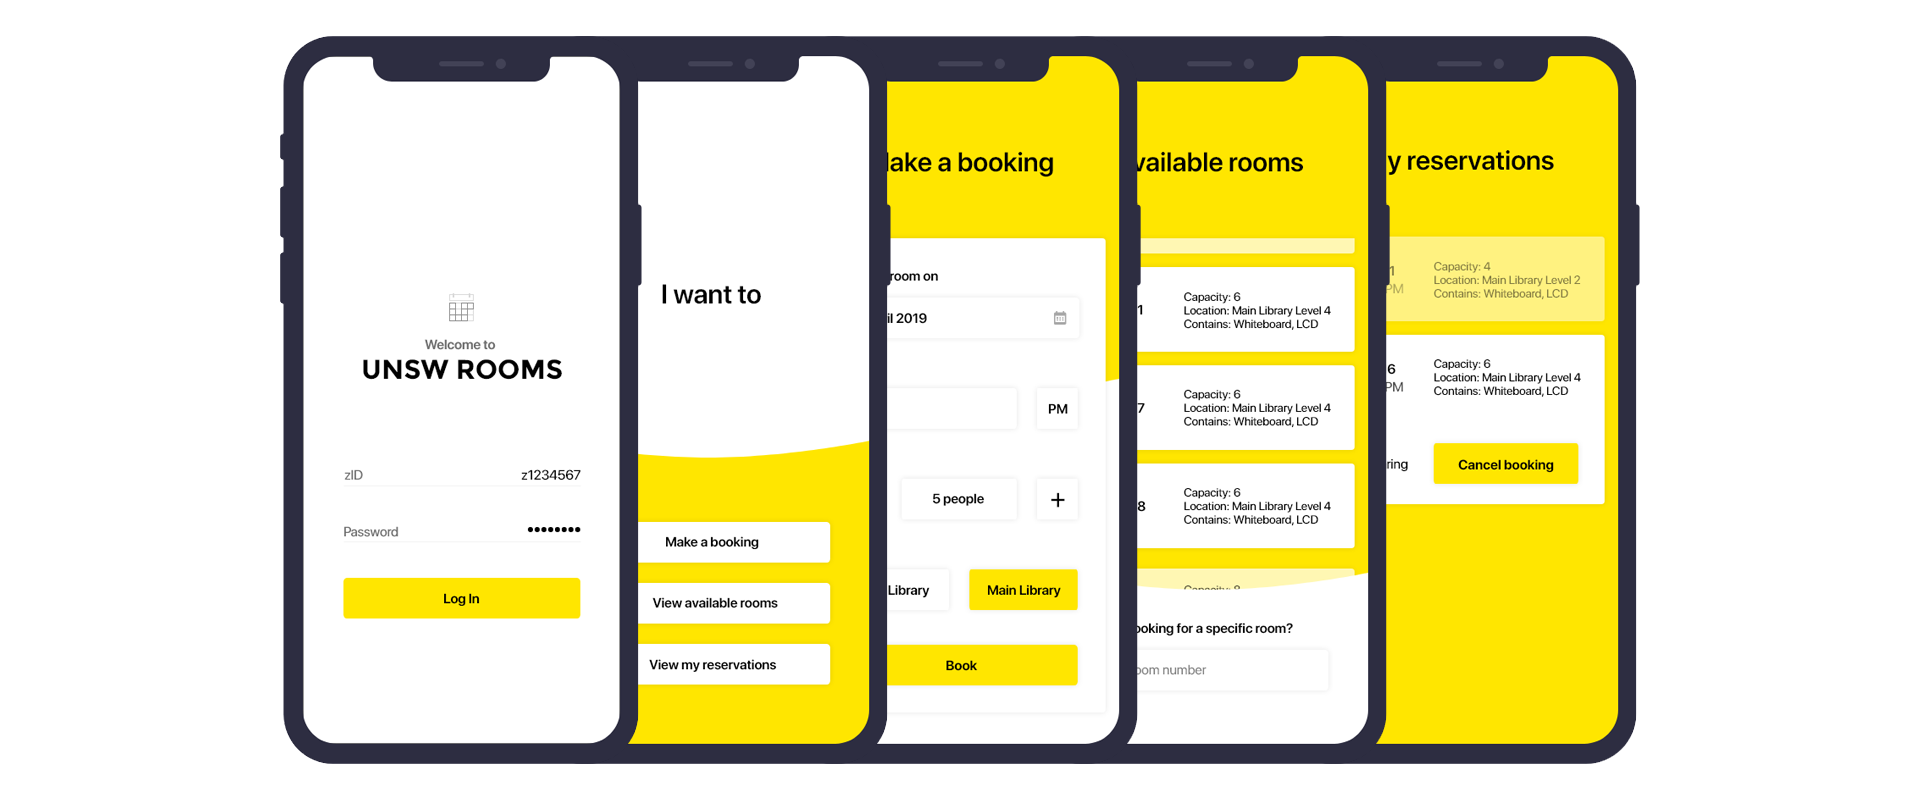 Welcome to
UNSW ROOMS
zID z1234567
Password
Log In
I want to
Make a booking
View available rooms
View my reservations
ake a booking
room on
il 2019
PM
5 people +
Library Main Library
Book
vailable rooms
1
Capacity: 6
Location: Main Library Level 4
Contains: Whiteboard, LCD
7
Capacity: 6
Location: Main Library Level 4
Contains: Whiteboard, LCD
8
Capacity: 6
Location: Main Library Level 4
Contains: Whiteboard, LCD
ooking for a specific room?
oom number
y reservations
1
PM
Capacity: 4
Location: Main Library Level 2
Contains: Whiteboard, LCD
6
PM
Capacity: 6
Location: Main Library Level 4
Contains: Whiteboard, LCD
ring Cancel booking